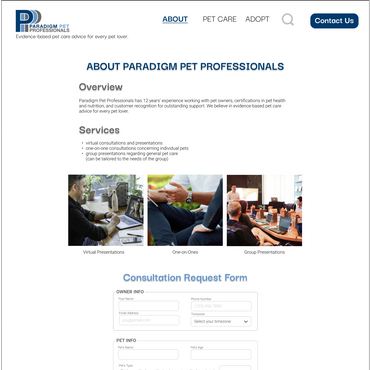 PARADIGM PET
PROFESSIONALS
Evidence-based pet care advice for every pet lover.
ABOUT
PET CARE
ADOPT
Contact Us
ABOUT PARADIGM PET PROFESSIONALS
Overview
Paradigm Pet Professionals has 12 years' experience working with pet owners, certifications in pet health
and nutrition, and customer recognition for outstanding support. We believe in evidence based pet care
advice for every pet lover.
Services
• virtual consultations and presentations
• one-on-one consultations concerning individual pets
• group presentations regarding general pet care
(can be tailored to the needs of the group)
Virtual Presentations
One-on-Ones
Group Presentations
Consultation Request Form
OWNER INFO
Phone Number
Email Address
Timezone
Select your timezone
PET INFO
Pet's Name
Pet's Age
Pet's Type